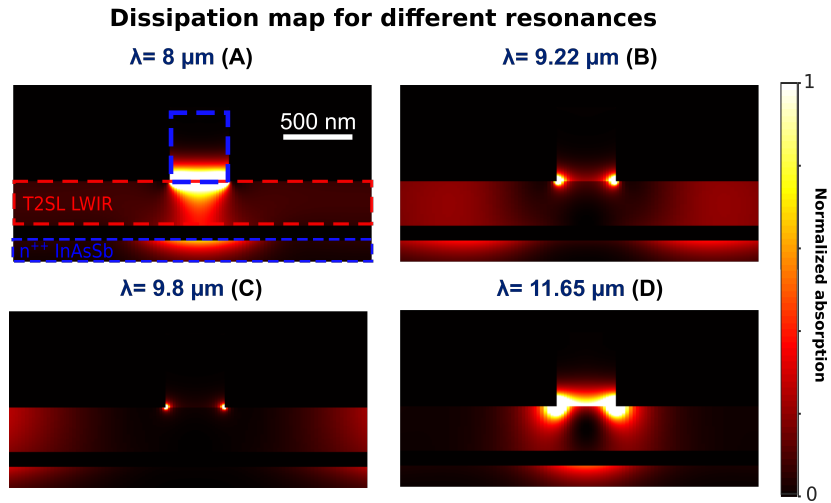 Dissipation map for different resonances
λ= 8 µm (A)
λ= 9.22 µm (B)
500 nm
T2SL LWIR
n++ InAsSb
λ= 9.8 µm (C)
λ= 11.65 µm (D)
1
Normalized absorption
0